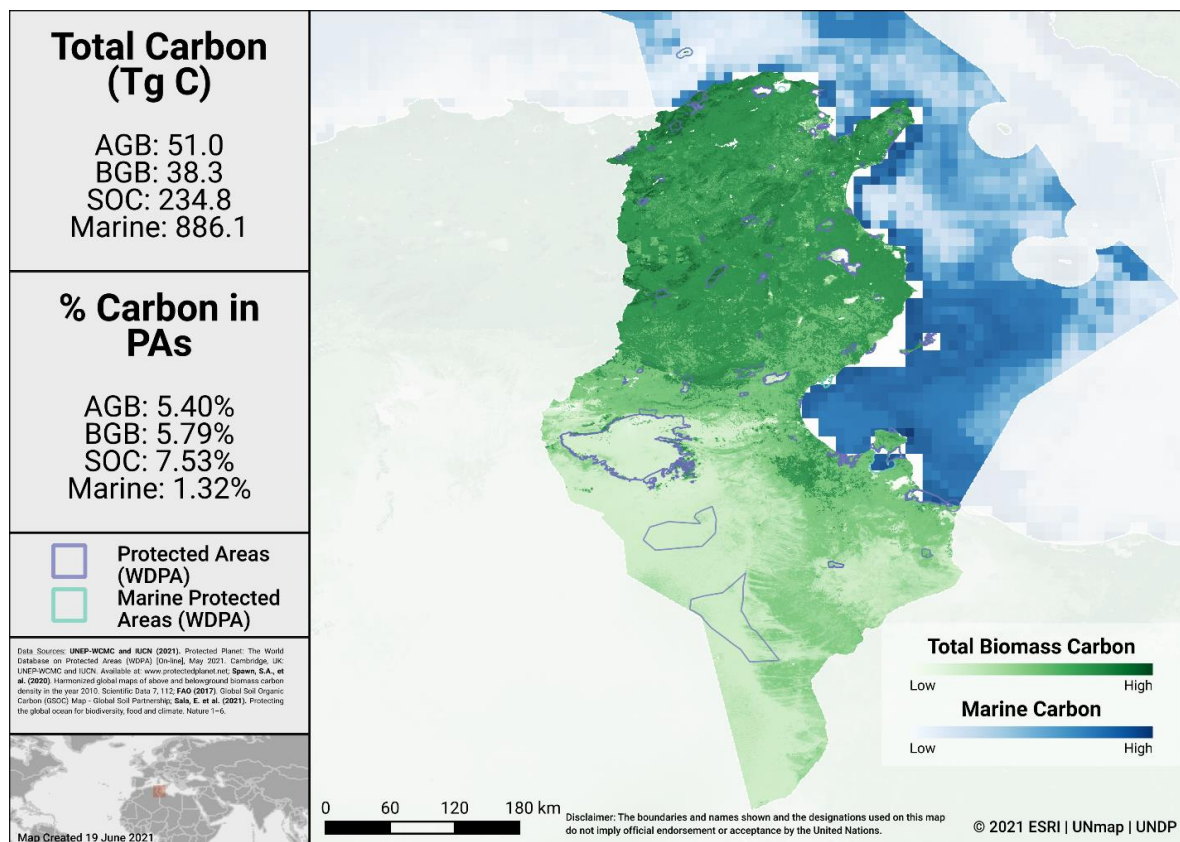 Total Carbon
(Tg C)
AGB: 51.0
BGB: 38.3
SOC: 234.8
Marine: 886.1
% Carbon in
PAs
AGB: 5.40%
BGB: 5.79%
SOC: 7.53%
Marine: 1.32%
Protected Areas
(WDPA)
Marine Protected
Areas (WDPA)
Data Sources: UNEP-WCMC and IUCN (2021). Protected Planet: The World
Database on Protected Areas (WDPA) [On-line], May 2021. Cambridge, UK:
UNEP-WCMC and IUCN. Available at: www.protectedplanet.net; Spawn, S.A., et
al. (2020). Harmonized global maps of above and belowground biomass carbon
density in the year 2010. Scientific Data 7, 112; FAO (2017). Global Soil Organic
Carbon (GSOC) Map - Global Soil Partnership; Sala, E. et al. (2021). Protecting
the global ocean for biodiversity, food and climate. Nature 1–6.
Map Created 19 June 2021
Total Biomass Carbon
Low High
Marine Carbon
Low High
0 60 120 180 km
Disclaimer: The boundaries and names shown and the designations used on this map
do not imply official endorsement or acceptance by the United Nations.
© 2021 ESRI | UNmap | UNDP